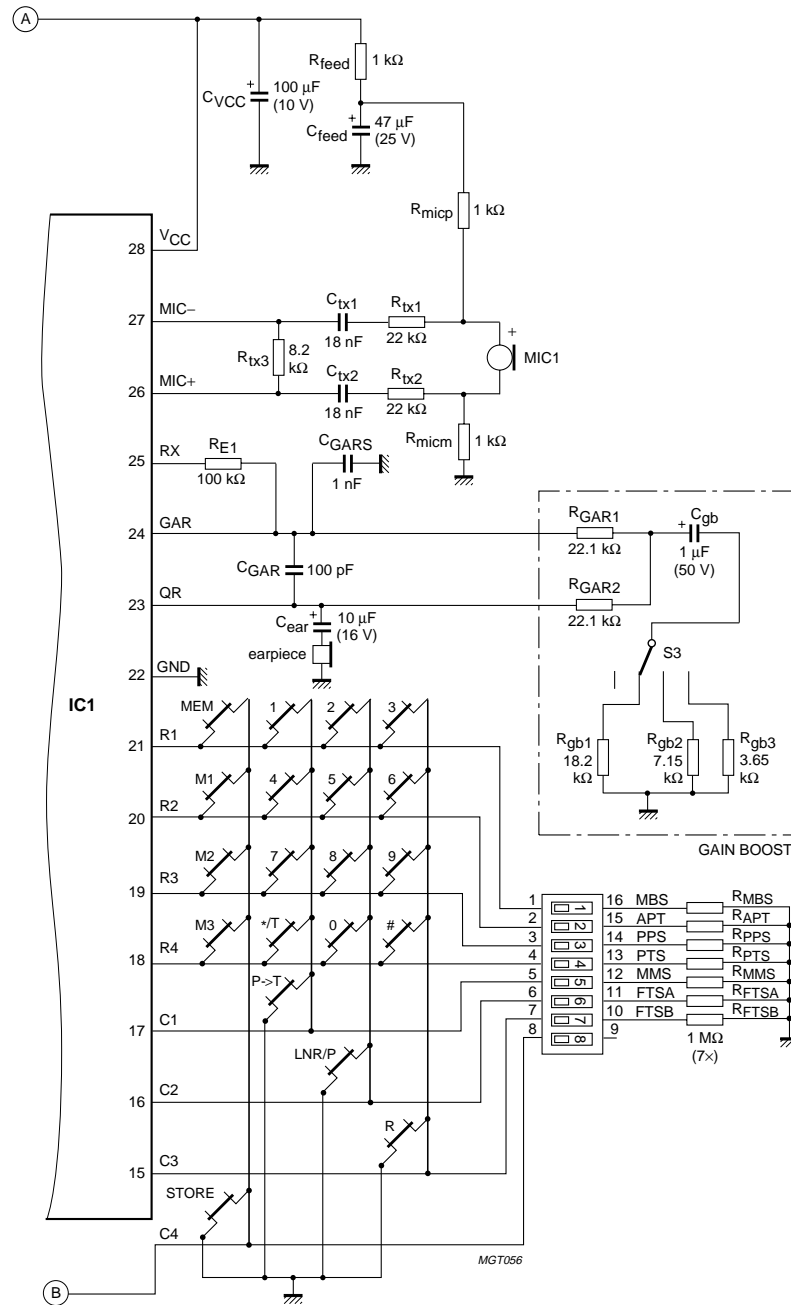 A
Rfeed
1 kΩ
CVCC
+
100 μF
(10 V)
+
Cfeed
47 μF
(25 V)
Rmicp
1 kΩ
28
VCC
27
MIC−
Ctx1
18 nF
Rtx1
22 kΩ
+
MIC1
Rtx3
8.2
kΩ
26
MIC+
Ctx2
18 nF
Rtx2
22 kΩ
Rmicm
1 kΩ
25
RX
RE1
100 kΩ
CGARS
1 nF
24
GAR
RGAR1
22.1 kΩ
+
Cgb
1 μF
(50 V)
CGAR
100 pF
RGAR2
22.1 kΩ
23
QR
+
Cear
10 μF
(16 V)
earpiece
S3
22
GND
IC1
Rgb1
18.2
kΩ
Rgb2
7.15
kΩ
Rgb3
3.65
kΩ
GAIN BOOST
MEM
1
2
3
21
R1
M1
4
5
6
20
R2
M2
7
8
9
19
R3
M3
*/T
0
#
18
R4
P->T
17
C1
LNR/P
16
C2
R
15
C3
STORE
C4
B
1
1
16
MBS
RMBS
2
2
15
APT
RAPT
3
3
14
PPS
RPPS
4
4
13
PTS
RPTS
5
5
12
MMS
RMMS
6
6
11
FTSA
RFTSA
7
7
10
FTSB
RFTSB
8
8
9
1 MΩ
(7×)
MGT056